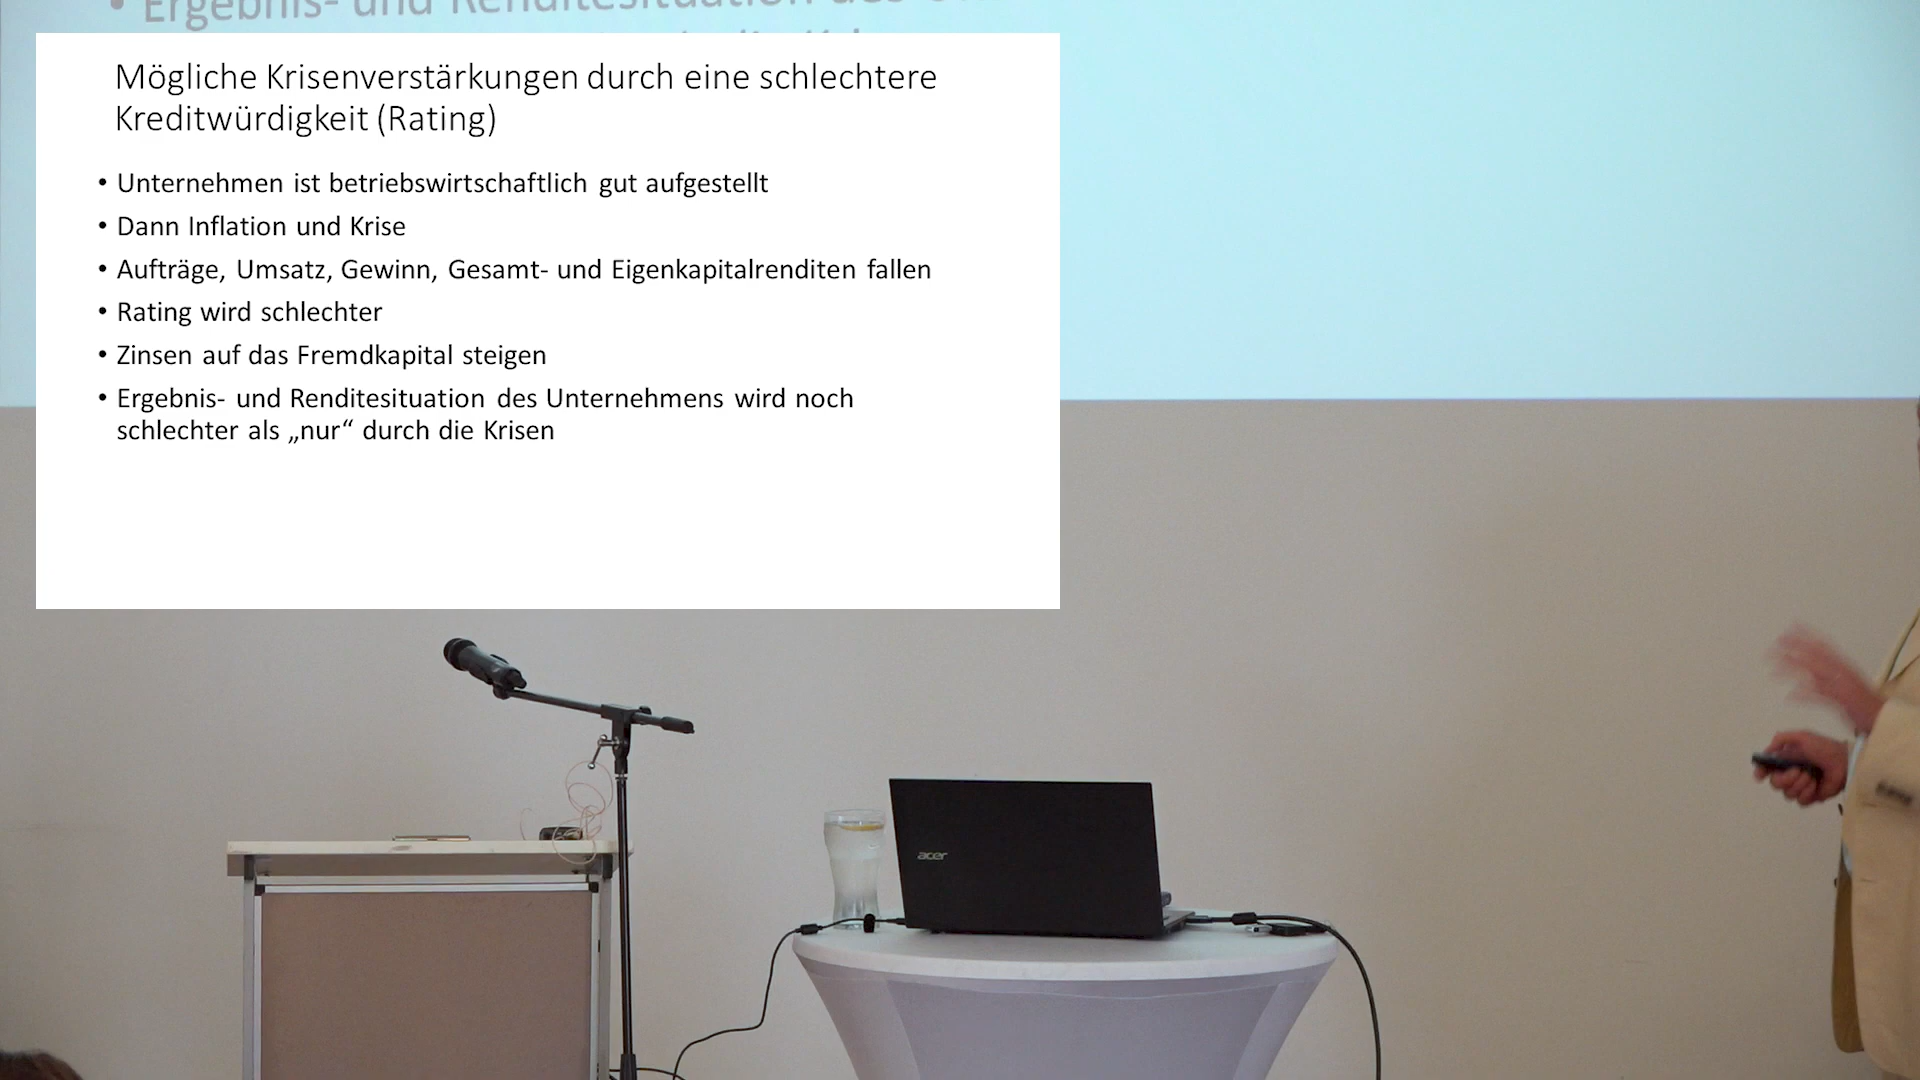 • Ergebnis- und Renditesituation des
Mögliche Krisenverstärkungen durch eine schlechtere
Kreditwürdigkeit (Rating)
• Unternehmen ist betriebswirtschaftlich gut aufgestellt
• Dann Inflation und Krise
• Aufträge, Umsatz, Gewinn, Gesamt- und Eigenkapitalrenditen fallen
• Rating wird schlechter
• Zinsen auf das Fremdkapital steigen
• Ergebnis- und Renditesituation des Unternehmens wird noch
schlechter als „nur“ durch die Krisen
acer